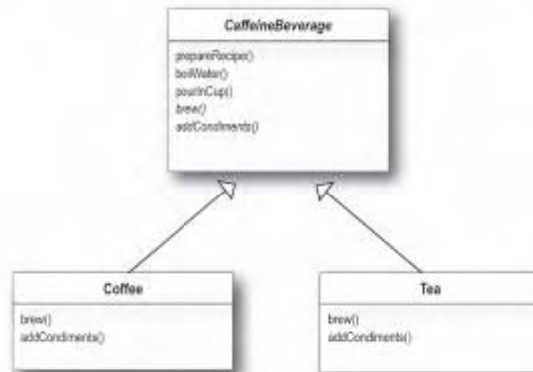 CaffeineBeverage
prepareRecipe()
boilWater()
pourInCup()
brew()
addCondiments()
Coffee
brew()
addCondiments()
Tea
brew()
addCondiments()